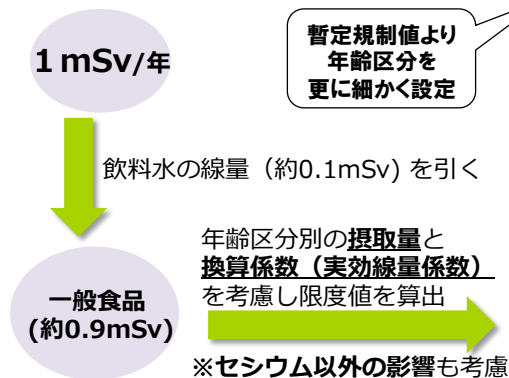 1 mSv/年
暫定規制値より
年齢区分を
更に細かく設定
飲料水の線量（約0.1mSv) を引く
年齢区分別の摂取量と
換算係数（実効線量係数）
を考慮し限度値を算出
一般食品
(約0.9mSv)
※セシウム以外の影響も考慮